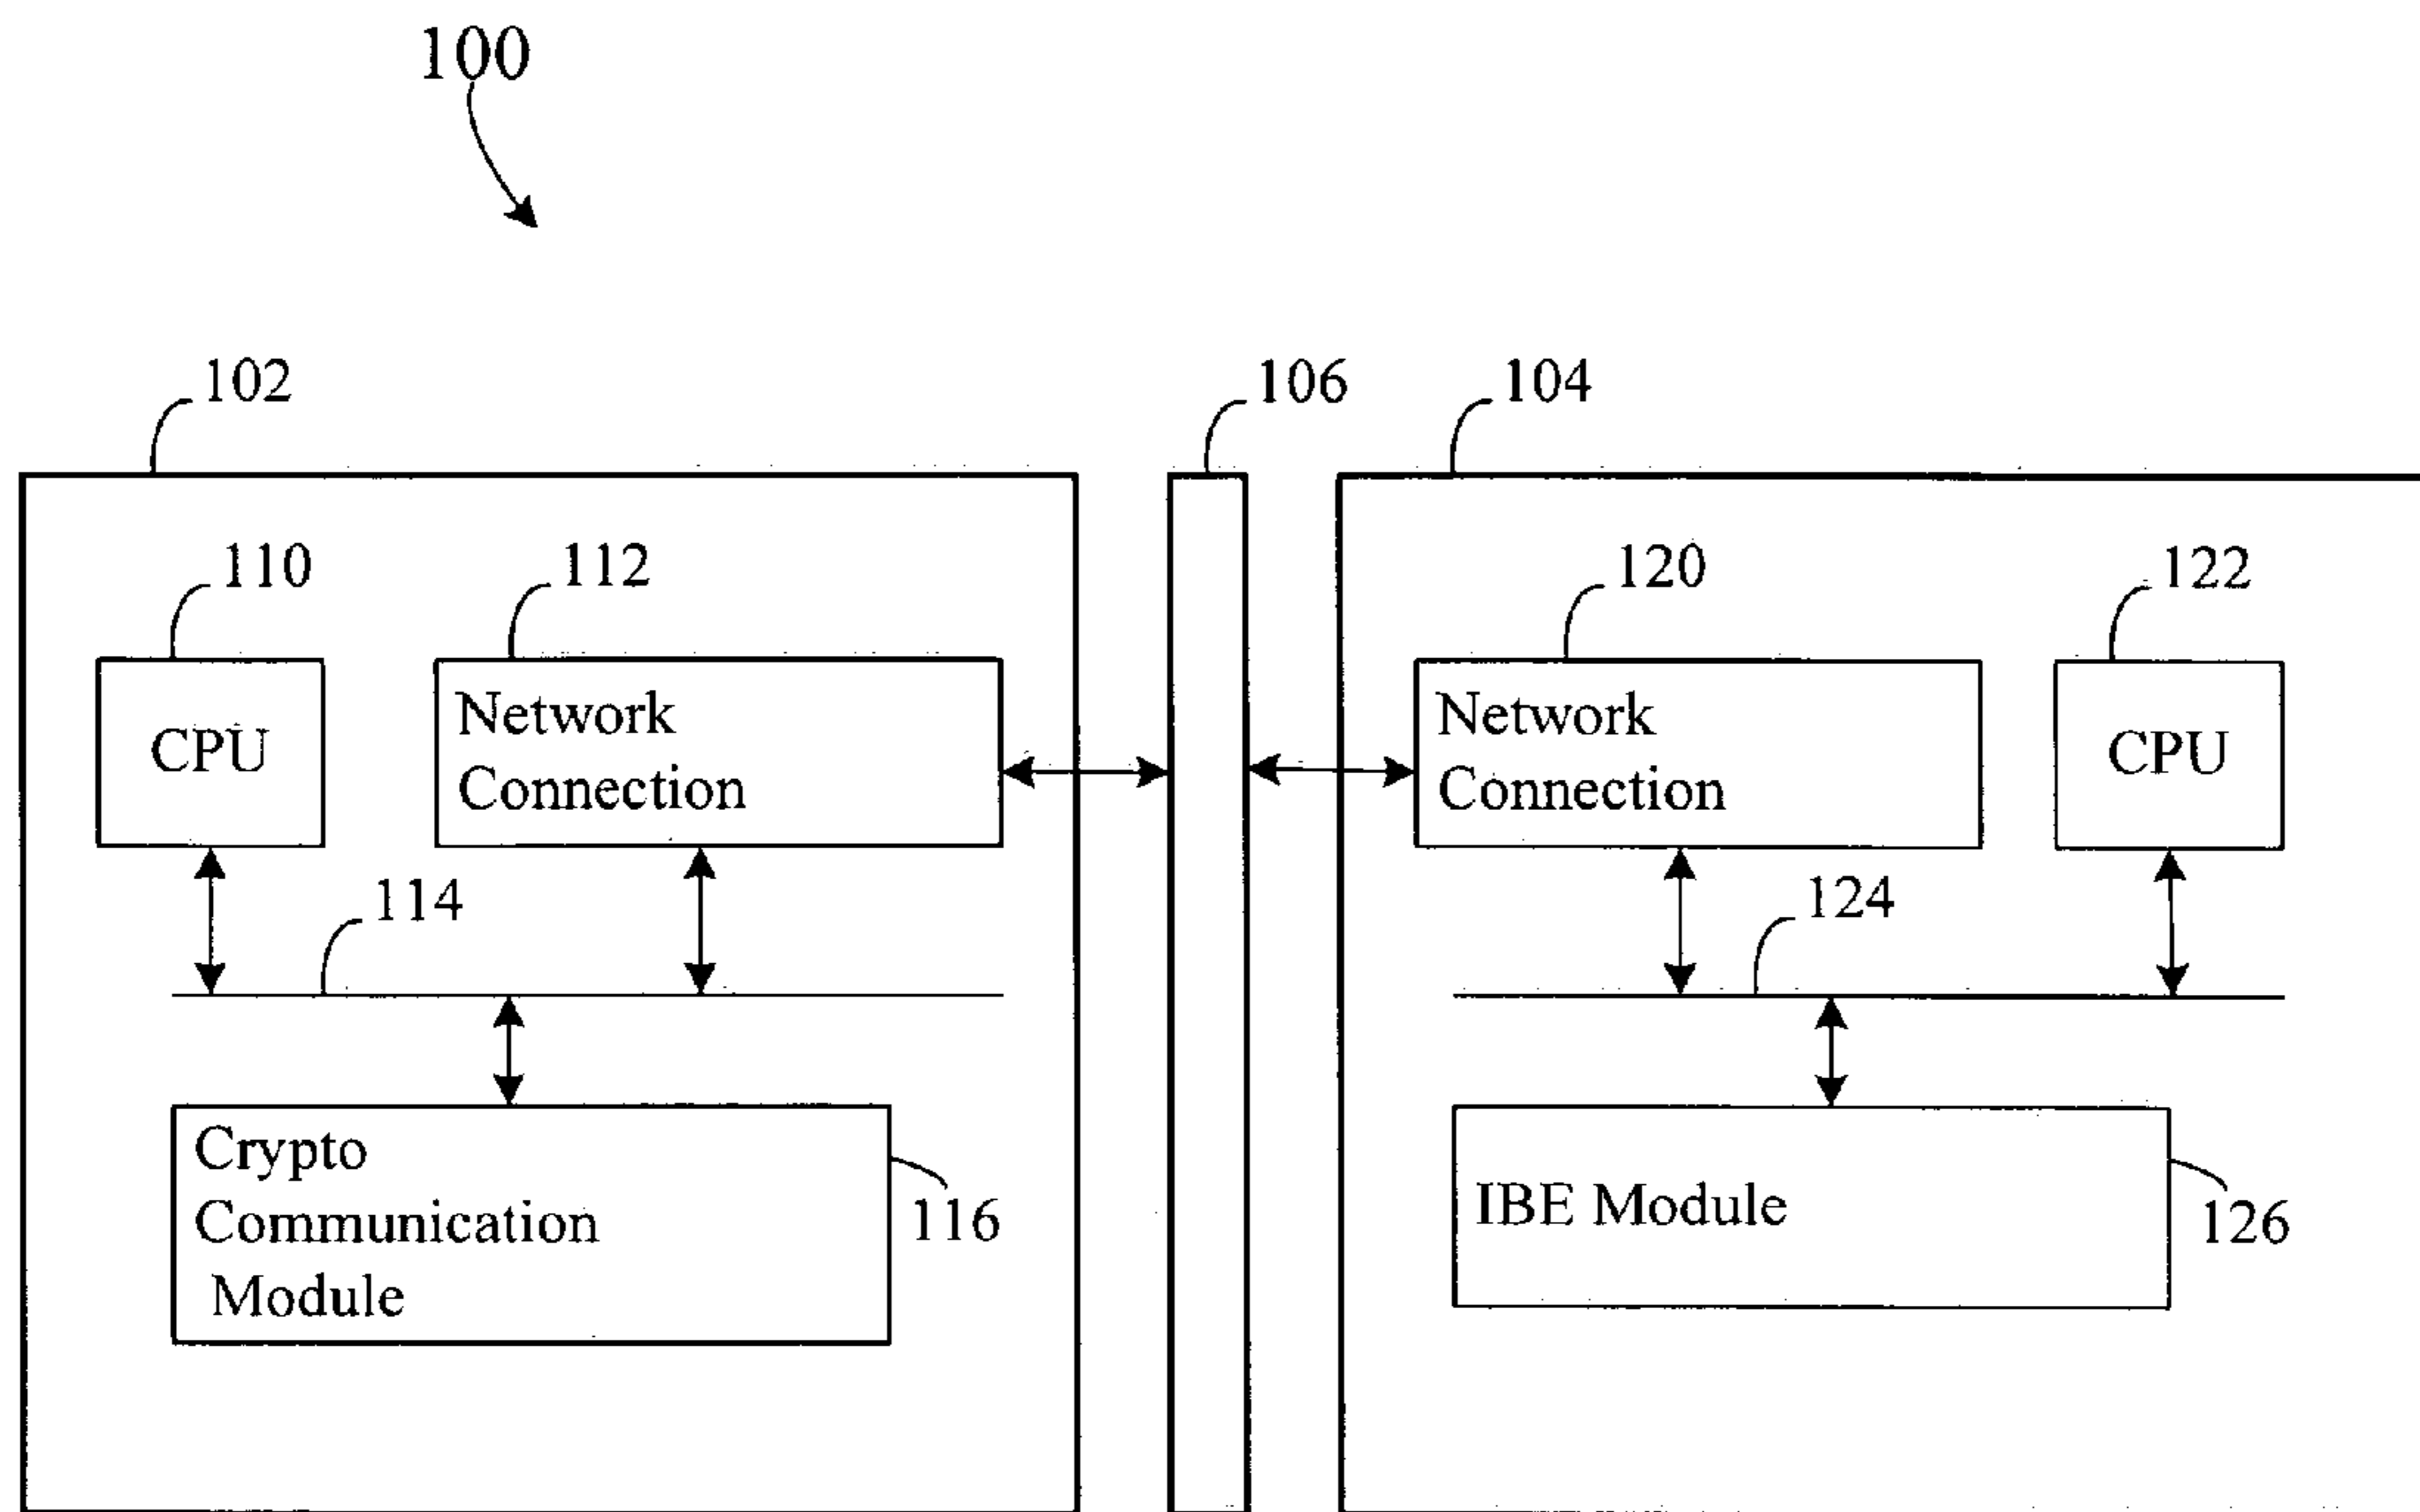 100
102
106
104
110
112
120
122
CPU
Network
Connection
Network
Connection
CPU
114
124
Crypto
Communication
Module
116
IBE Module
126